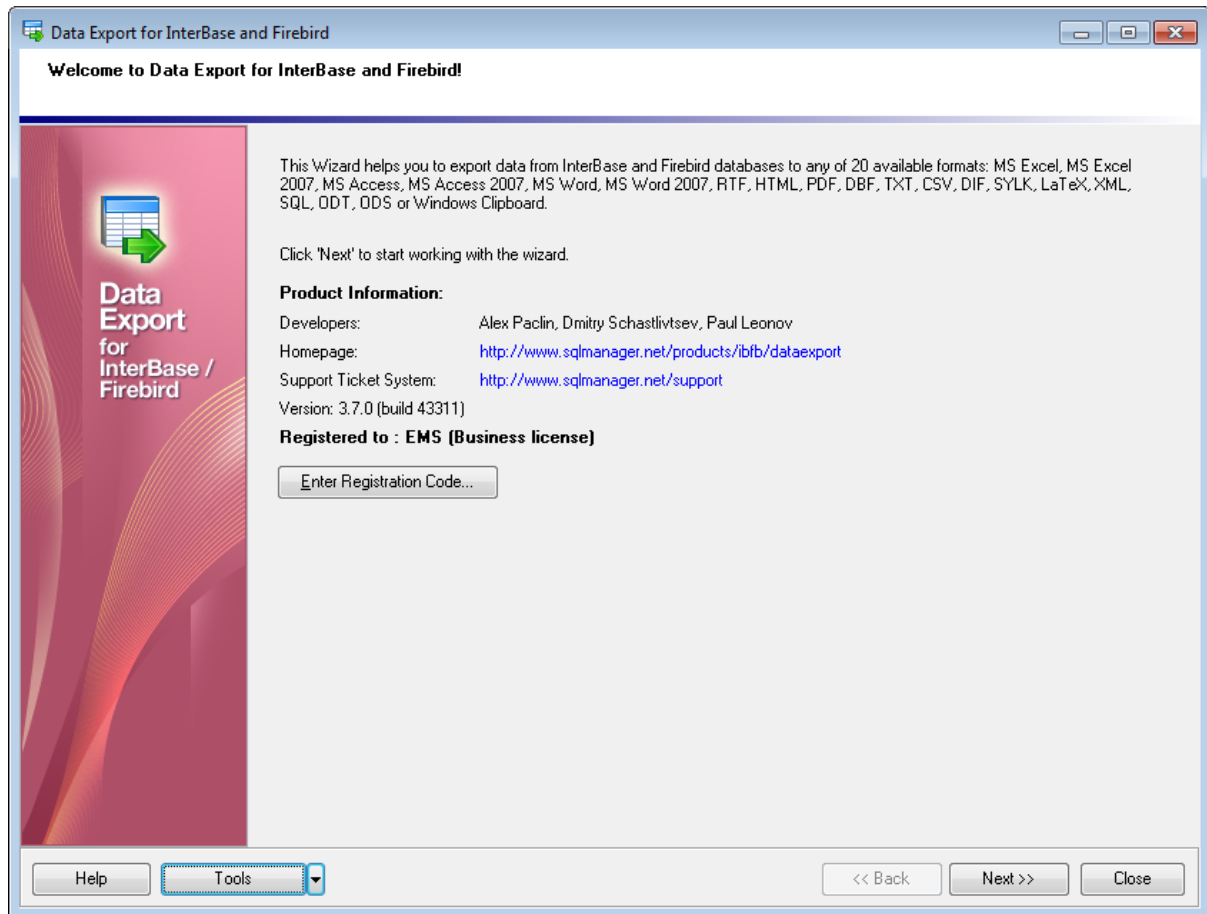 Data Export for InterBase and Firebird
Welcome to Data Export for InterBase and Firebird!
Data
Export
for
InterBase /
Firebird
This Wizard helps you to export data from InterBase and Firebird databases to any of 20 available formats: MS Excel, MS Excel
2007, MS Access, MS Access 2007, MS Word, MS Word 2007, RTF, HTML, PDF, DBF, TXT, CSV, DIF, SYLK, LaTeX, XML,
SQL, ODT, ODS or Windows Clipboard.
Click 'Next' to start working with the wizard.
Product Information:
Developers: Alex Paclin, Dmitry Schastlivtsev, Paul Leonov
Homepage: http://www.sqlmanager.net/products/ibfb/dataexport
Support Ticket System: http://www.sqlmanager.net/support
Version: 3.7.0 (build 43311)
Registered to : EMS (Business license)
Enter Registration Code...
Help Tools << Back Next >> Close